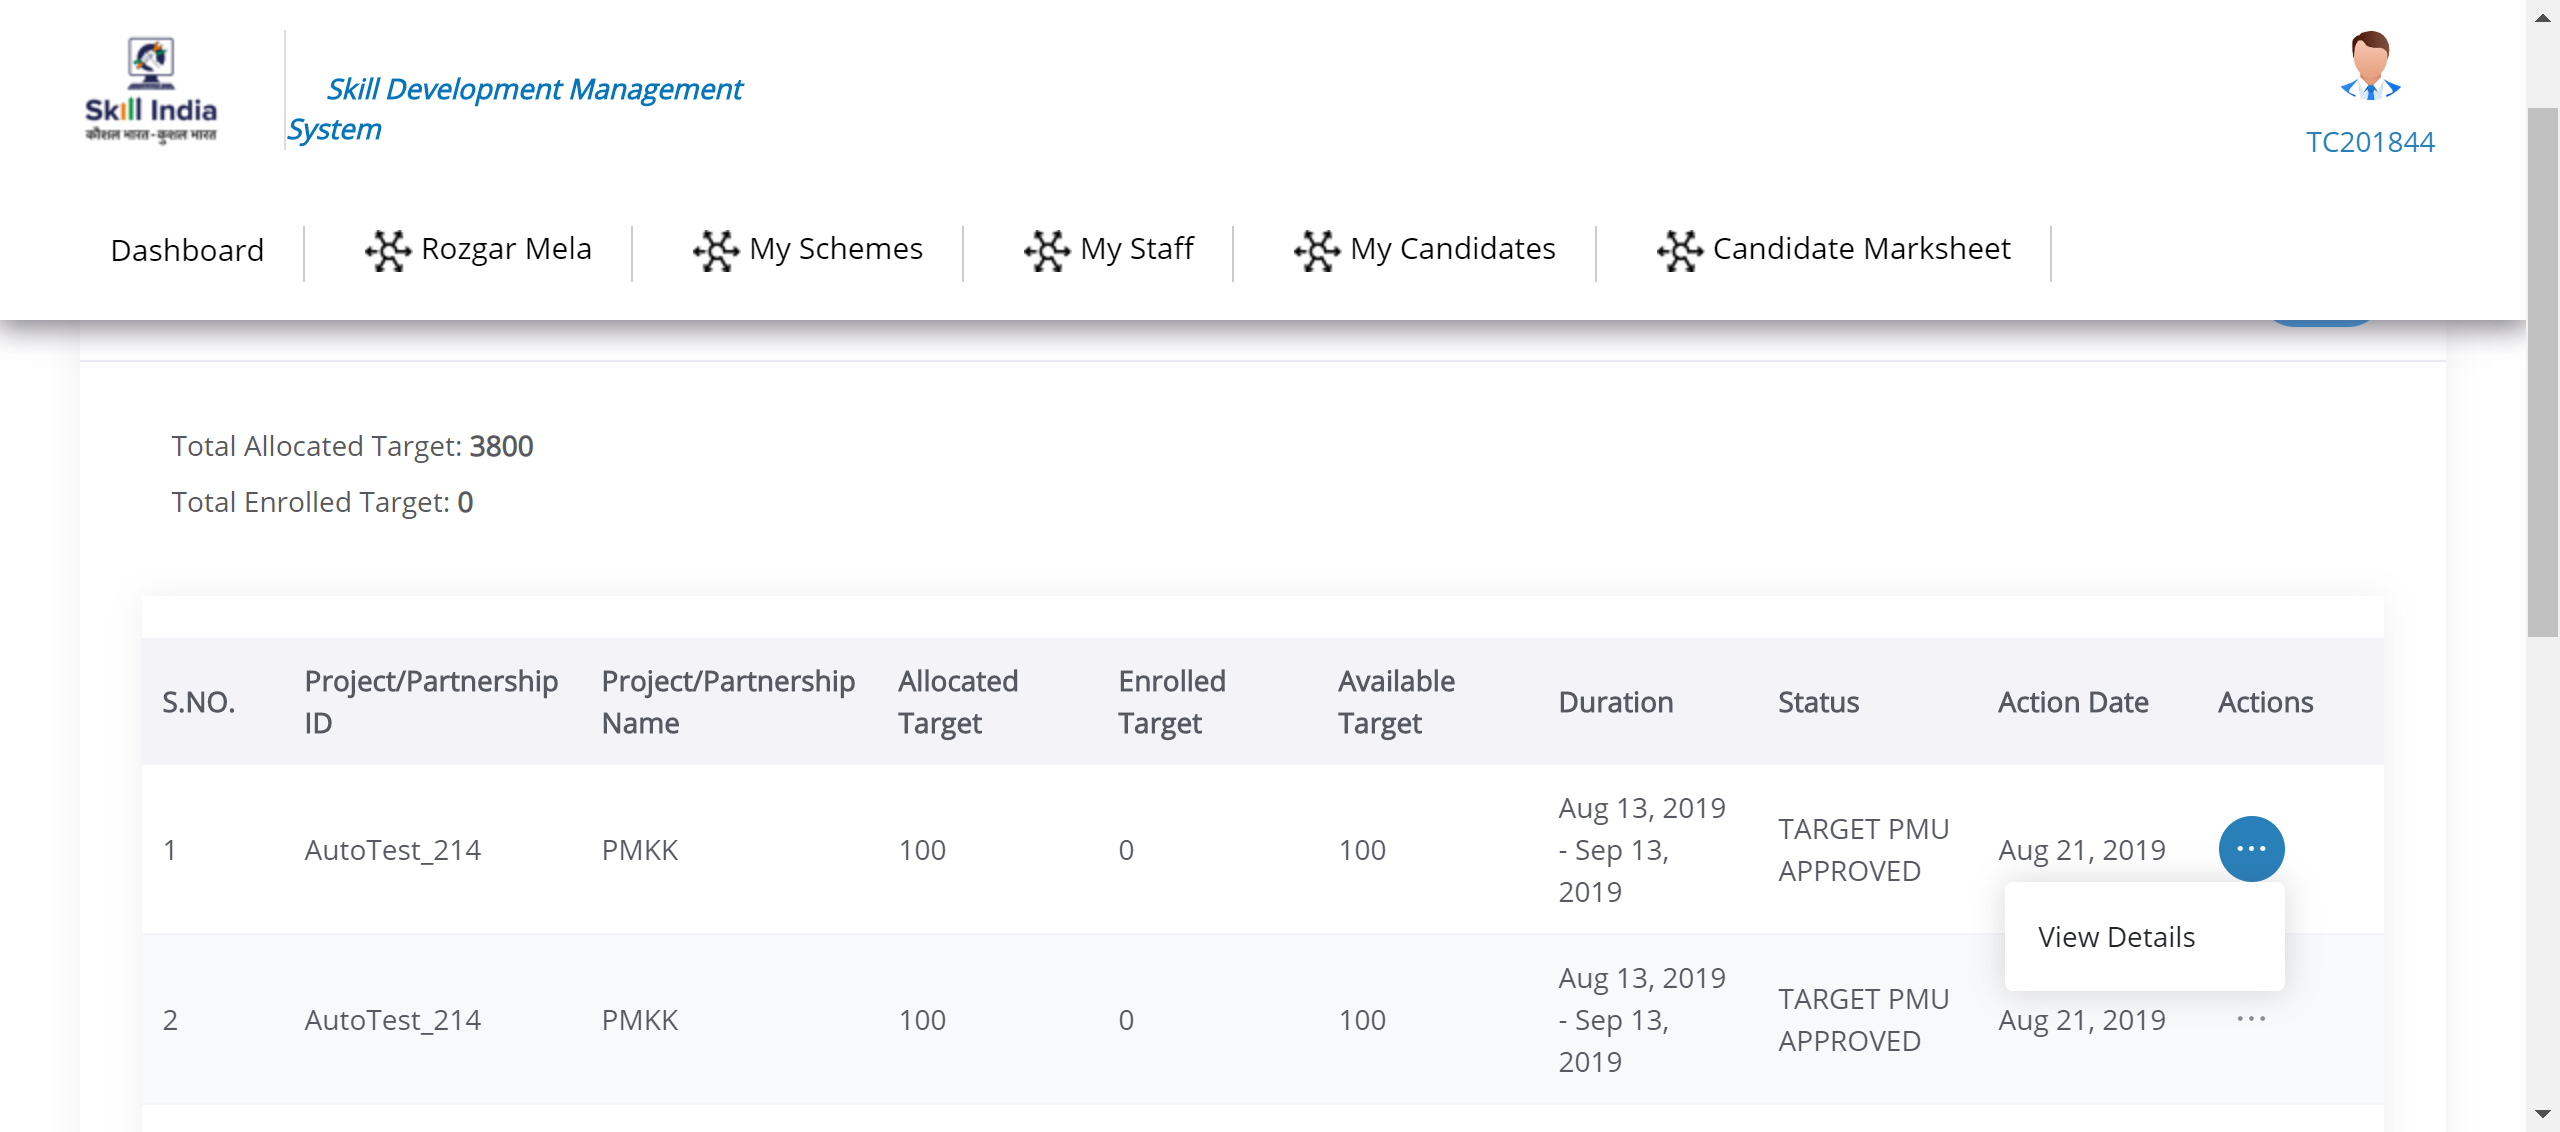 Skill India
कौशल भारत-कुशल भारत
Skill Development Management
System
TC201844
Dashboard
Rozgar Mela
My Schemes
My Staff
My Candidates
Candidate Marksheet
Total Allocated Target: 3800
Total Enrolled Target: 0
S.NO.
Project/Partnership
ID
Project/Partnership
Name
Allocated
Target
Enrolled
Target
Available
Target
Duration
Status
Action Date
Actions
1
AutoTest_214
PMKK
100
0
100
Aug 13, 2019
- Sep 13,
2019
TARGET PMU
APPROVED
Aug 21, 2019
View Details
2
AutoTest_214
PMKK
100
0
100
Aug 13, 2019
- Sep 13,
2019
TARGET PMU
APPROVED
Aug 21, 2019